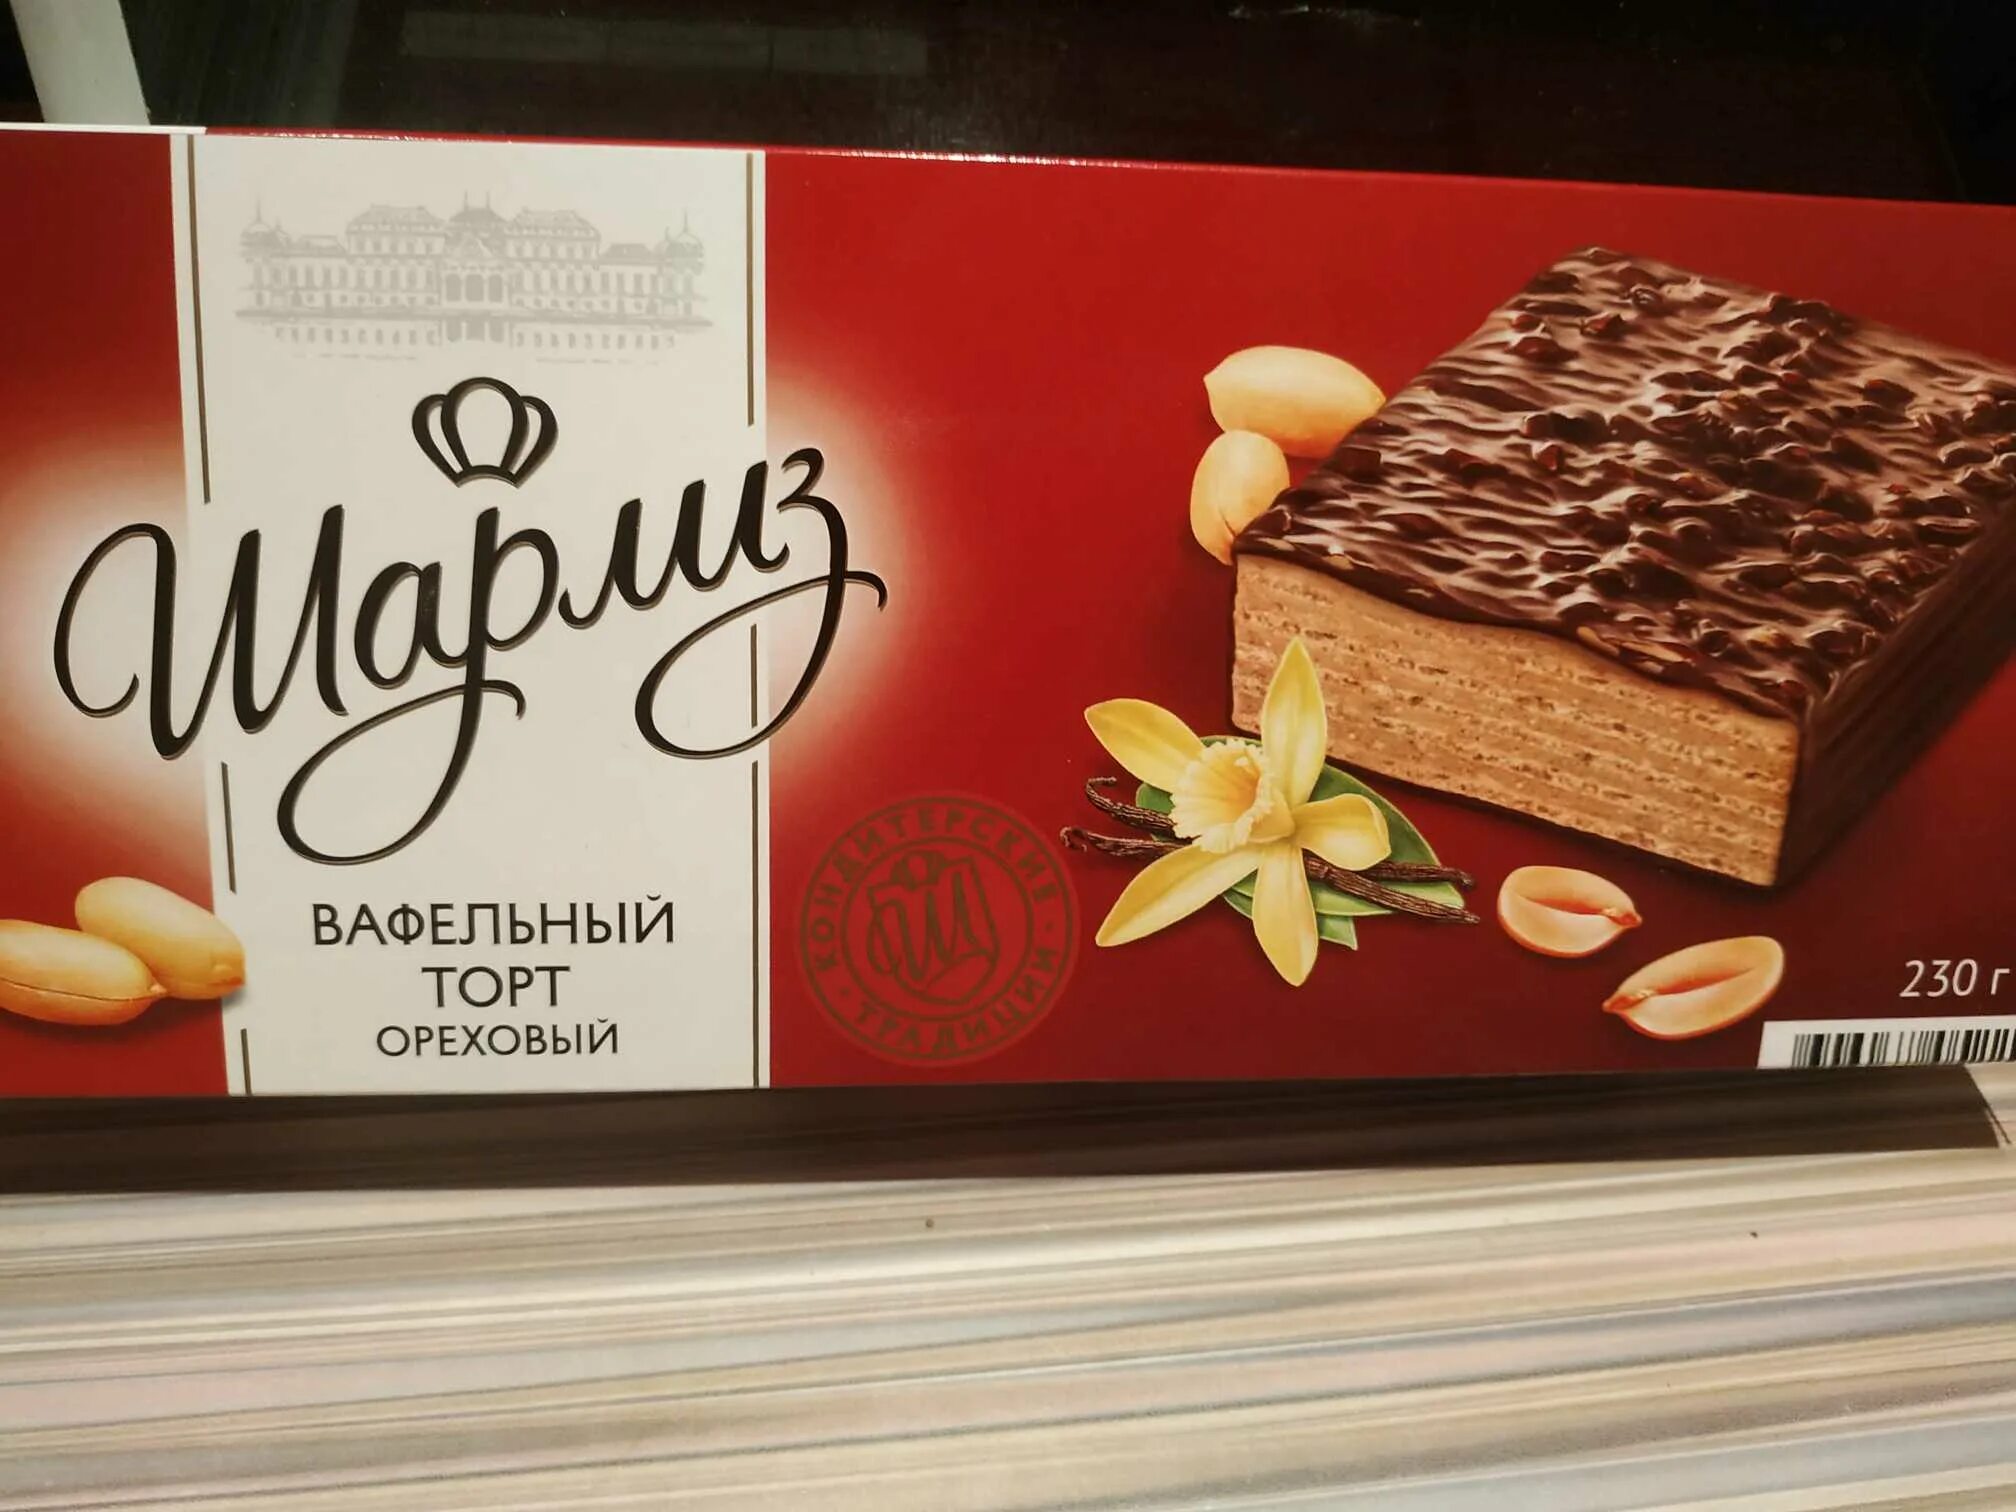 Шарлиз
ВАФЕЛЬНЫЙ
ТОРТ
ОРЕХОВЫЙ
КОНДИТЕРСКИЕ · ТРАДИЦИИ ·
Ш
230 г